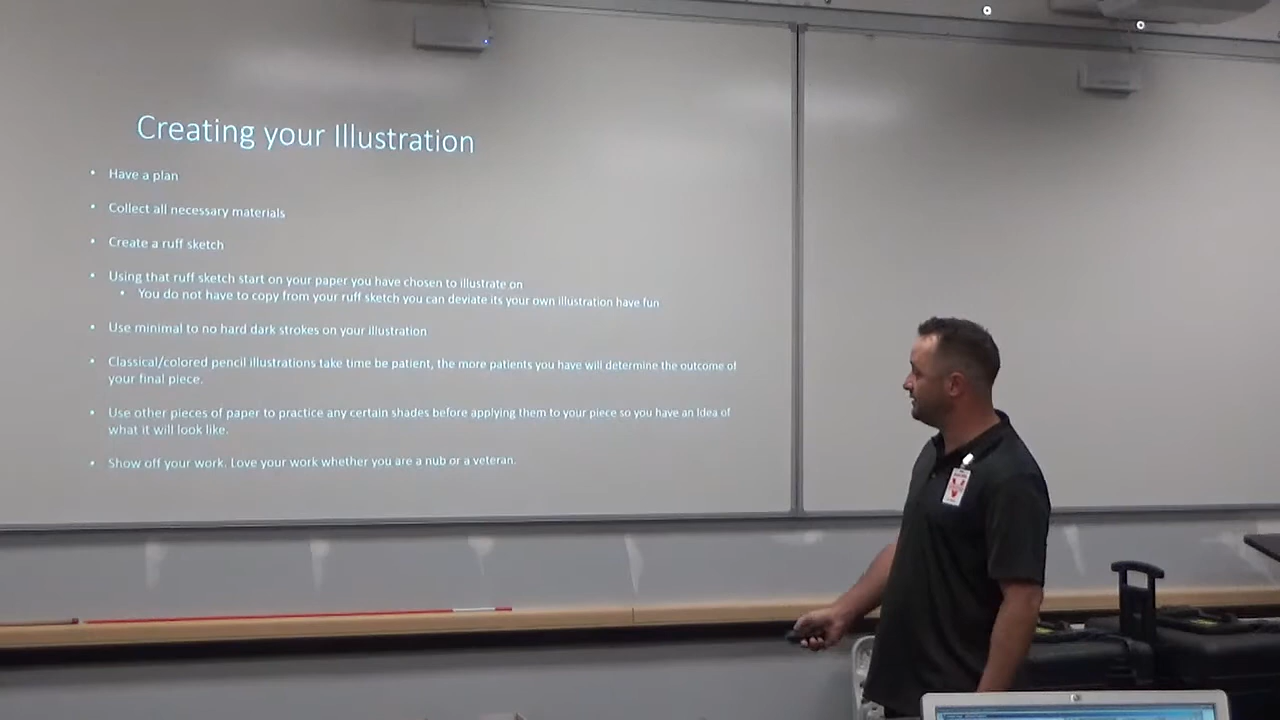 Creating your Illustration
• Have a plan
• Collect all necessary materials
• Create a ruff sketch
• Using that ruff sketch start on your paper you have chosen to illustrate on
• You do not have to copy from your ruff sketch you can deviate its your own illustration have fun
• Use minimal to no hard dark strokes on your illustration
• Classical/colored pencil illustrations take time be patient, the more patients you have will determine the outcome of
your final piece.
• Use other pieces of paper to practice any certain shades before applying them to your piece so you have an Idea of
what it will look like.
• Show off your work. Love your work whether you are a nub or a veteran.